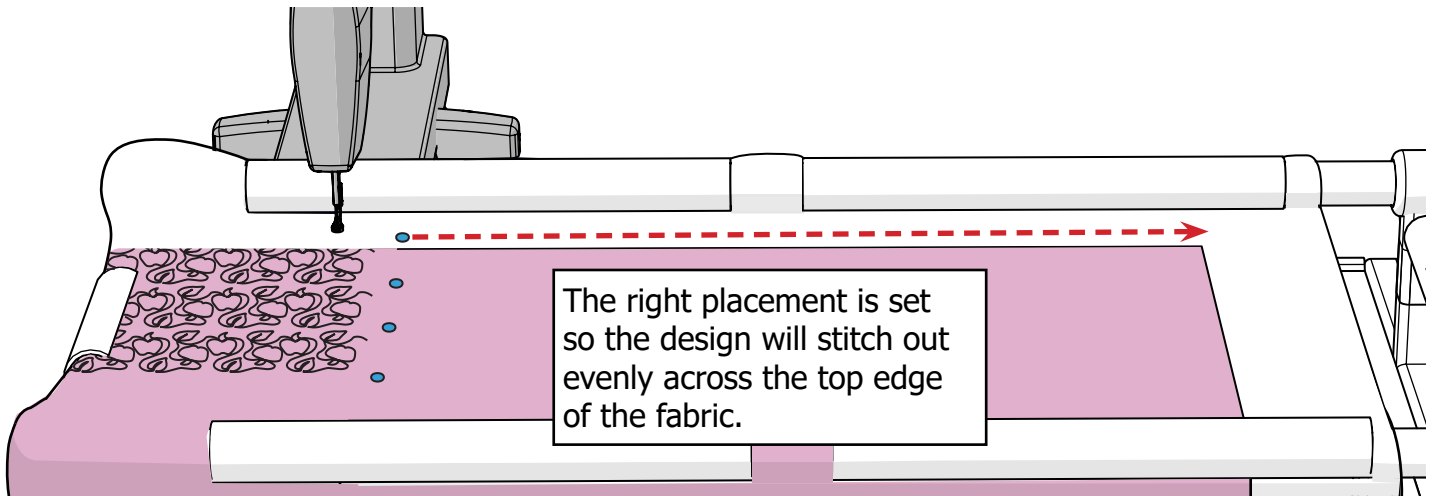 The right placement is set
so the design will stitch out
evenly across the top edge
of the fabric.